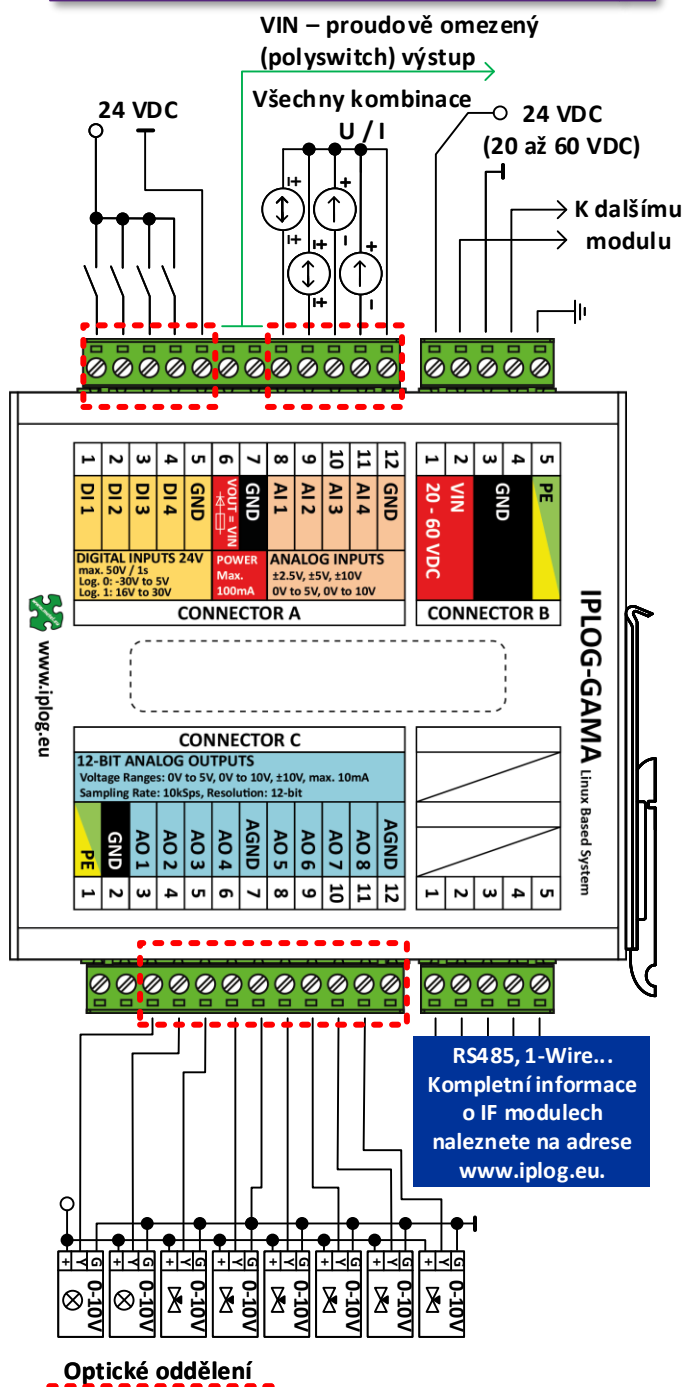 VIN – proudově omezený
(polyswitch) výstup
Všechny kombinace
U / I
24 VDC
24 VDC
(20 až 60 VDC)
K dalšímu
modulu
± ± + +
± ± - -
1 2 3 4 5 6 7 8 9 10 11 12
DI 1 DI 2 DI 3 DI 4 GND VOUT = VIN GND AI 1 AI 2 AI 3 AI 4 GND
DIGITAL INPUTS 24V
max. 50V / 1s
Log. 0: -30V to 5V
Log. 1: 16V to 30V
POWER
Max.
100mA
ANALOG INPUTS
±2.5V, ±5V, ±10V
0V to 5V, 0V to 10V
CONNECTOR A
1 2 3 4 5
20 - 60 VDC
VIN
GND
PE
CONNECTOR B
www.iplog.eu
IPLOG-GAMA Linux Based System
CONNECTOR C
12-BIT ANALOG OUTPUTS
Voltage Ranges: 0V to 5V, 0V to 10V, ±10V, max. 10mA
Sampling Rate: 10kSps, Resolution: 12-bit
PE GND AO 1 AO 2 AO 3 AO 4 AGND AO 5 AO 6 AO 7 AO 8 AGND
1 2 3 4 5 6 7 8 9 10 11 12
1 2 3 4 5
RS485, 1-Wire...
Kompletní informace
o IF modulech
naleznete na adrese
www.iplog.eu.
+ Y G + Y G + Y G + Y G + Y G + Y G + Y G + Y G
0-10V 0-10V 0-10V 0-10V 0-10V 0-10V 0-10V 0-10V
Optické oddělení